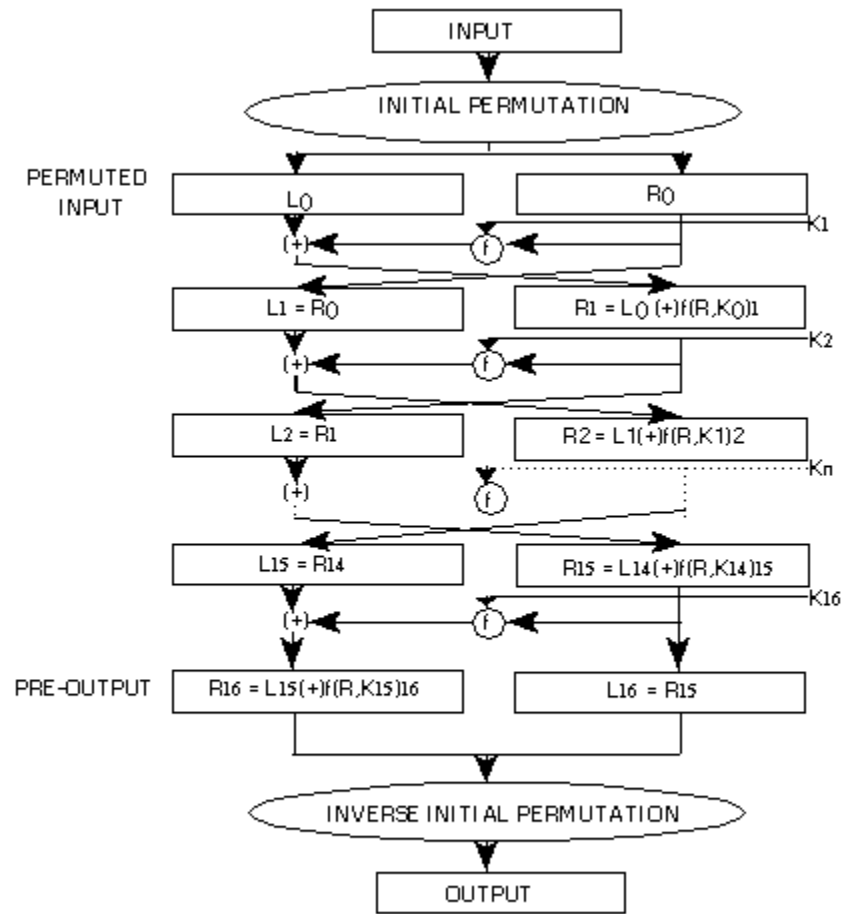 INPUT
INITIAL PERMUTATION
PERMUTED
INPUT
L0
R0
K1
(+)
f
L1 = R0
R1 = L0 (+)f(R,K0)1
K2
(+)
f
L2 = R1
R2 = L1(+)f(R,K1)2
Kn
(+)
f
L15 = R14
R15 = L14(+)f(R,K14)15
K16
(+)
f
PRE-OUTPUT
R16 = L15(+)f(R,K15)16
L16 = R15
INVERSE INITIAL PERMUTATION
OUTPUT